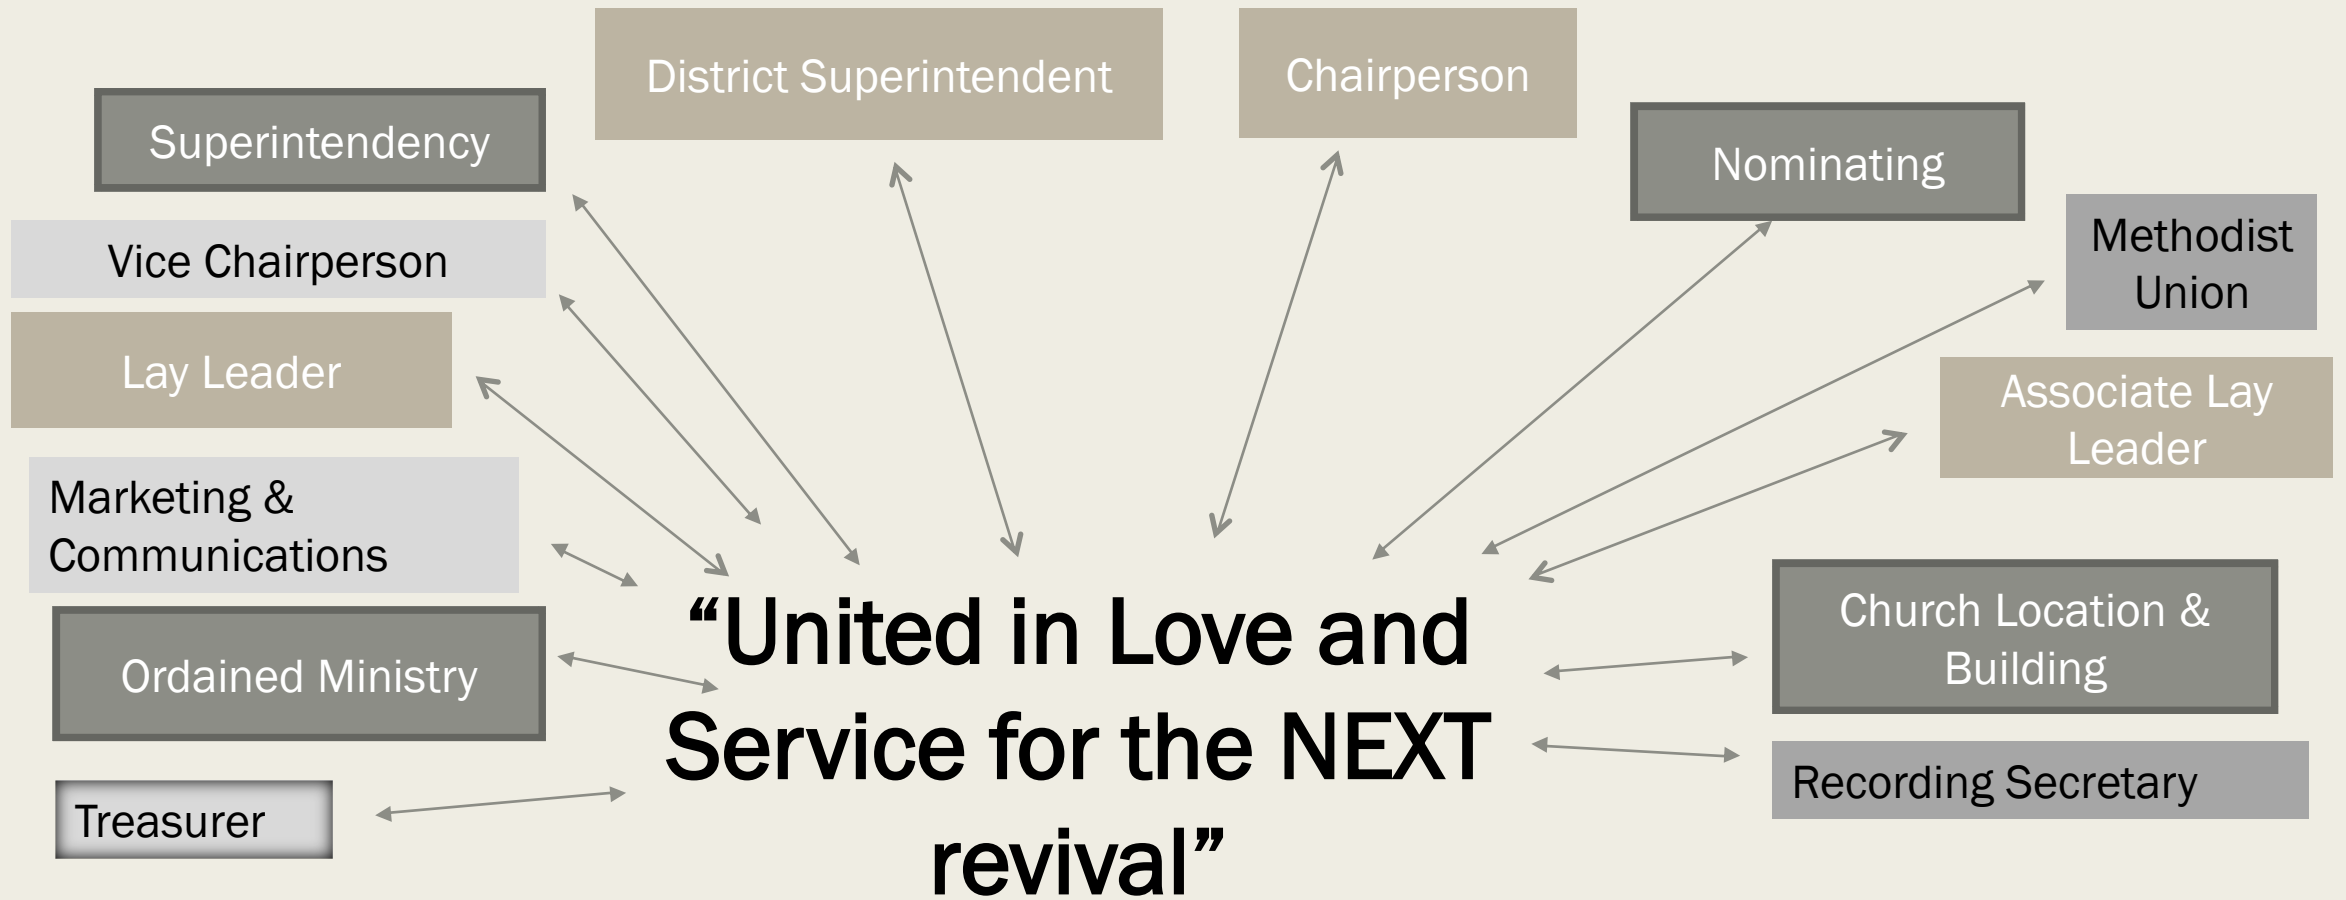 District Superintendent
Chairperson
Superintendency
Nominating
Vice Chairperson
Methodist
Union
Lay Leader
Associate Lay
Leader
Marketing &
Communications
Ordained Ministry
Church Location &
Building
Treasurer
Recording Secretary
“United in Love and
Service for the NEXT
revival”